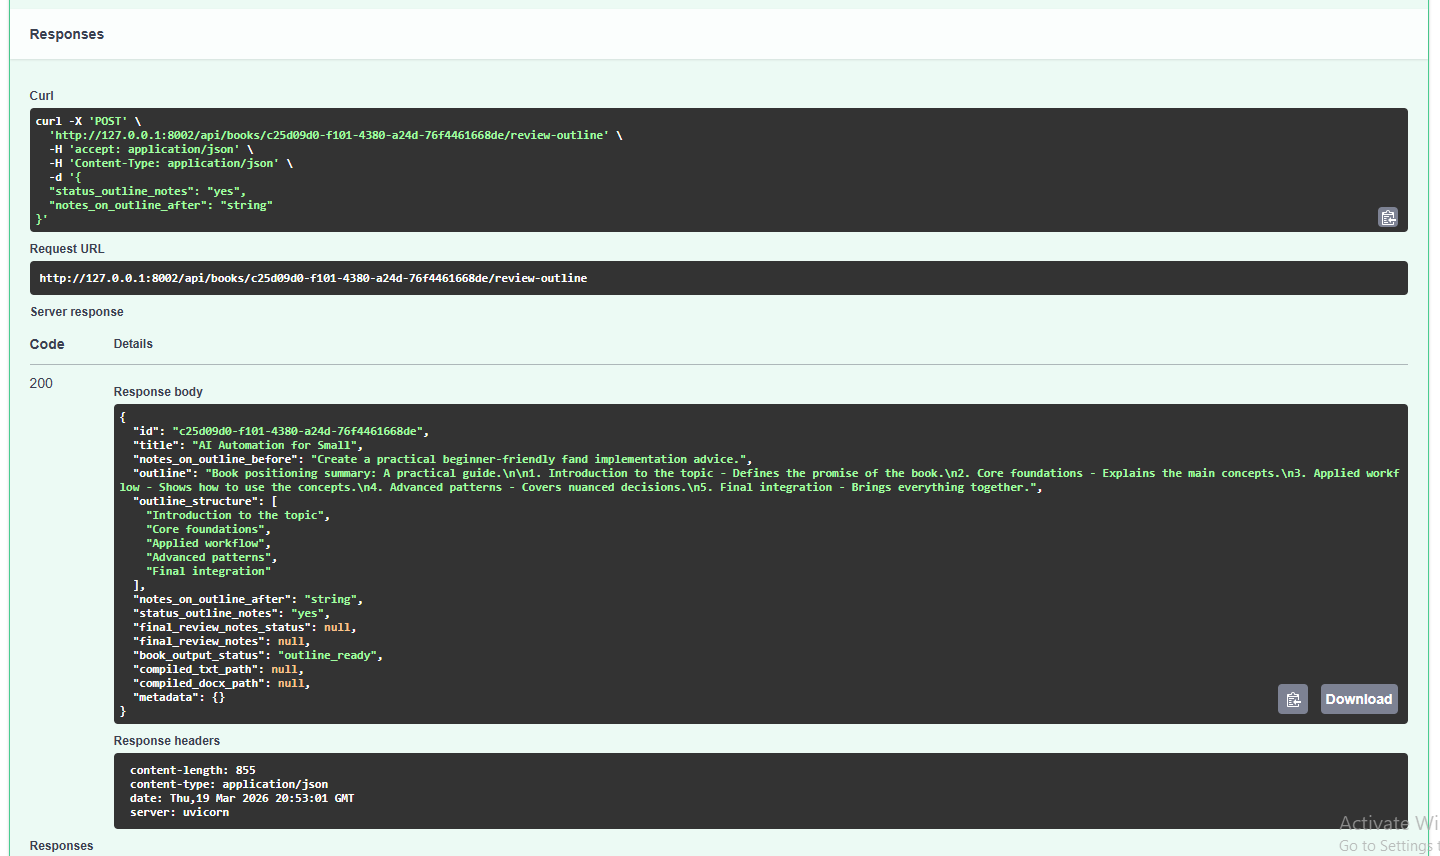 Responses
Curl
curl -X 'POST' \
'http://127.0.0.1:8002/api/books/c25d09d0-f101-4380-a24d-76f4461668de/review-outline' \
-H 'accept: application/json' \
-H 'Content-Type: application/json' \
-d '{
"status_outline_notes": "yes",
"notes_on_outline_after": "string"
}'
Request URL
http://127.0.0.1:8002/api/books/c25d09d0-f101-4380-a24d-76f4461668de/review-outline
Server response
Code Details
200
Response body
{
"id": "c25d09d0-f101-4380-a24d-76f4461668de",
"title": "AI Automation for Small",
"notes_on_outline_before": "Create a practical beginner-friendly fand implementation advice.",
"outline": "Book positioning summary: A practical guide.\n\n1. Introduction to the topic - Defines the promise of the book.\n2. Core foundations - Explains the main concepts.\n3. Applied workf
low - Shows how to use the concepts.\n4. Advanced patterns - Covers nuanced decisions.\n5. Final integration - Brings everything together.",
"outline_structure": [
"Introduction to the topic",
"Core foundations",
"Applied workflow",
"Advanced patterns",
"Final integration"
],
"notes_on_outline_after": "string",
"status_outline_notes": "yes",
"final_review_notes_status": null,
"final_review_notes": null,
"book_output_status": "outline_ready",
"compiled_txt_path": null,
"compiled_docx_path": null,
"metadata": {}
}
Download
Response headers
content-length: 855
content-type: application/json
date: Thu,19 Mar 2026 20:53:01 GMT
server: uvicorn
Activate Wi
Go to Settings t
Responses